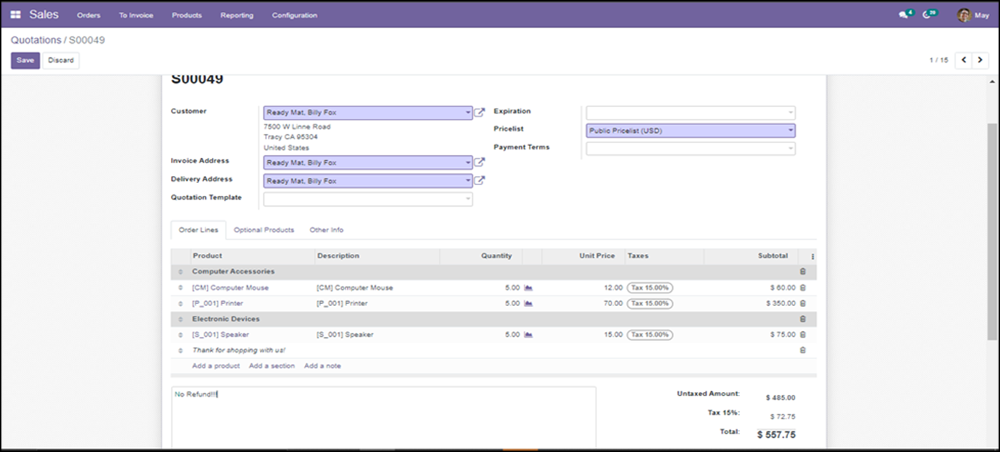 Sales Orders To Invoice Products Reporting Configuration 4 39 May
Quotations / S00049
Save Discard 1 / 15
S00049
Customer Ready Mat, Billy Fox Expiration
7500 W Linne Road
Pricelist Public Pricelist (USD)
Tracy CA 95304
United States
Payment Terms
Invoice Address Ready Mat, Billy Fox
Delivery Address Ready Mat, Billy Fox
Quotation Template
Order Lines Optional Products Other Info
Product Description Quantity Unit Price Taxes Subtotal
Computer Accessories
[CM] Computer Mouse [CM] Computer Mouse 5.00 12.00 Tax 15.00% $ 60.00
[P_001] Printer [P_001] Printer 5.00 70.00 Tax 15.00% $ 350.00
Electronic Devices
[S_001] Speaker [S_001] Speaker 5.00 15.00 Tax 15.00% $ 75.00
Thank for shopping with us!
Add a product Add a section Add a note
No Refund!!!
Untaxed Amount: $ 485.00
Tax 15%: $ 72.75
Total: $ 557.75